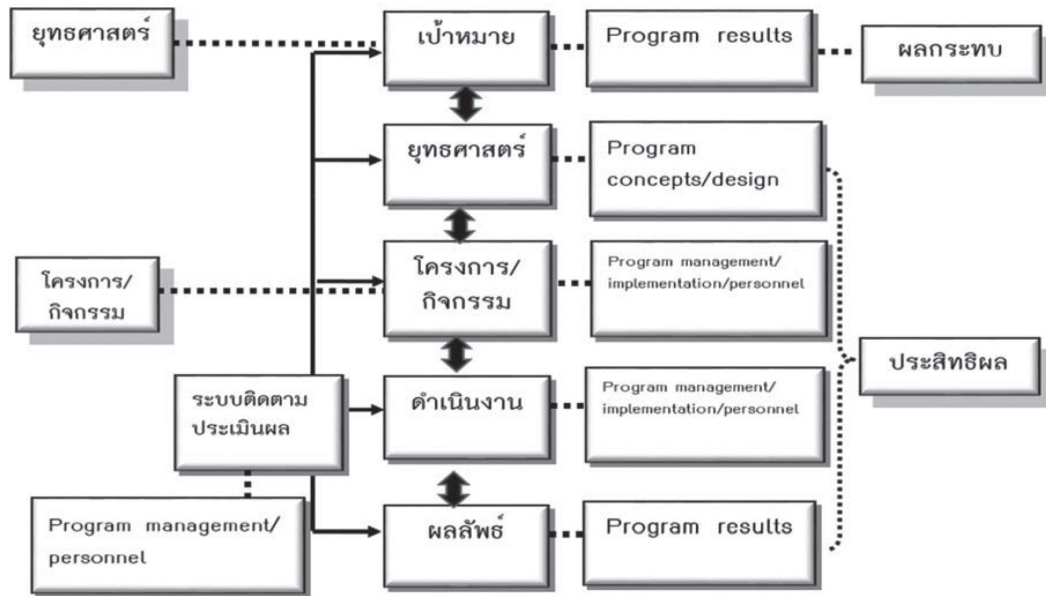 ยุทธศาสตร์
เป้าหมาย
Program results
ผลกระทบ
ยุทธศาสตร์
Program
concepts/design
โครงการ/
กิจกรรม
โครงการ/
กิจกรรม
Program management/
implementation/personnel
ประสิทธิผล
ระบบติดตาม
ประเมินผล
ดำเนินงาน
Program management/
implementation/personnel
Program management/
personnel
ผลลัพธ์
Program results